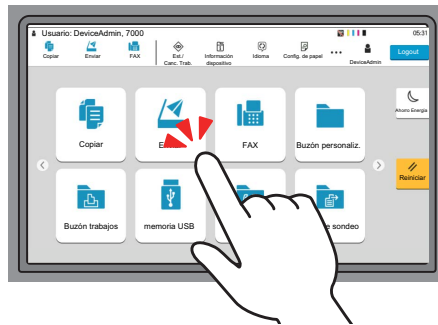 Usuario: DeviceAdmin, 7000
05:31
Copiar
Enviar
FAX
Est./
Canc. Trab.
Información
dispositivo
Idioma
Config. de papel
DeviceAdmin
Logout
Copiar
FAX
Buzón personaliz.
Ahorro Energía
Reiniciar
Buzón trabajos
memoria USB
sondeo